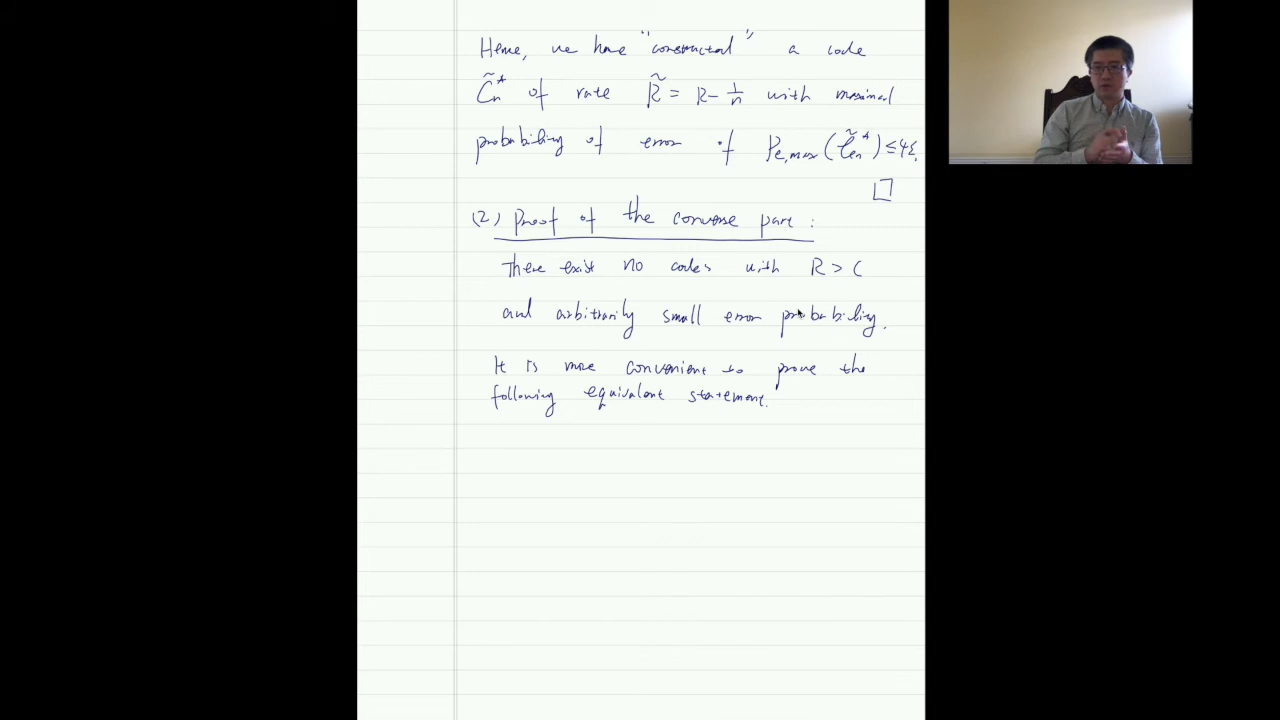 Hence, we have "constructed" a code
C̃ₙ* of rate R̃ = R - 1/n with maximal
probability of error of Pe,max(C̃ₙ*) ≤ 4ε.
□
(2) Proof of the converse part:
There exist no codes with R > C
and arbitrarily small error probability.
It is more convenient to prove the
following equivalent statement.